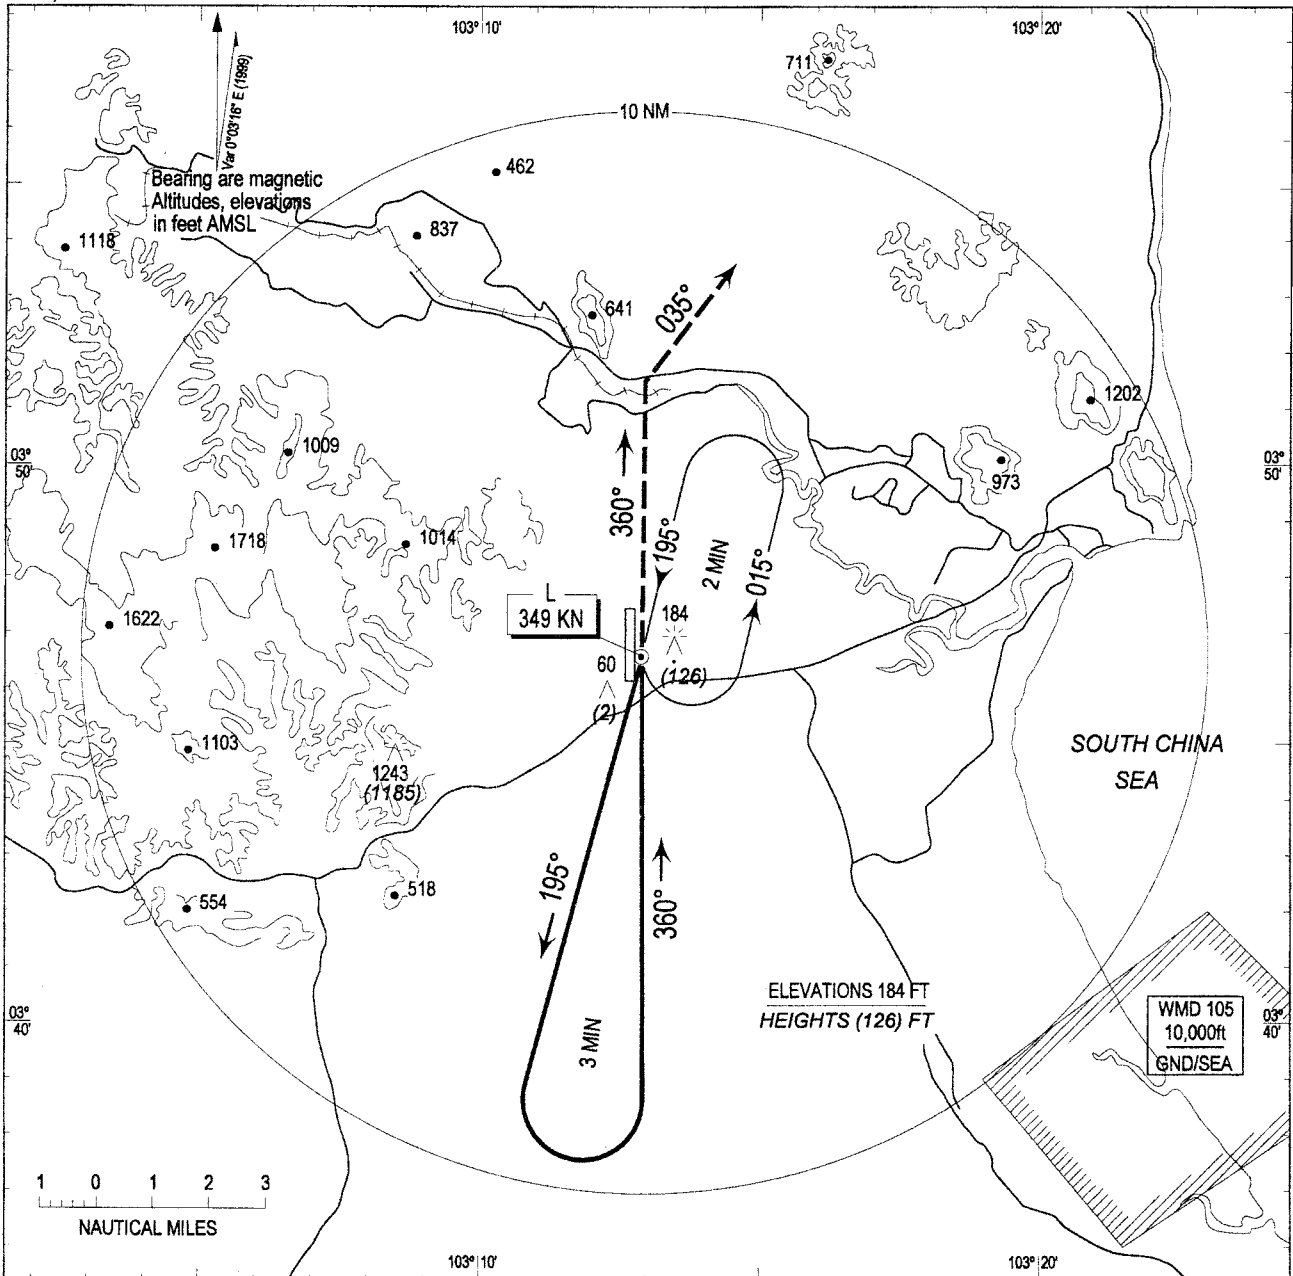 103° 10'
103° 20'
711
Var 0°03'16" E (1999)
10 NM
462
Bearing are magnetic
Altitudes, elevations
in feet AMSL
837
1118
641
035°
1202
1009
03°
50'
03°
50'
973
360°
195°
2 MIN
015°
1718
1014
L
349 KN
184
(126)
1622
60
(2)
1103
1243
(1185)
SOUTH CHINA
SEA
195°
360°
518
554
ELEVATIONS 184 FT
HEIGHTS (126) FT
WMD 105
10,000ft
GND/SEA
03°
40'
03°
40'
3 MIN
1 0 1 2 3
NAUTICAL MILES
103° 10'
103° 20'